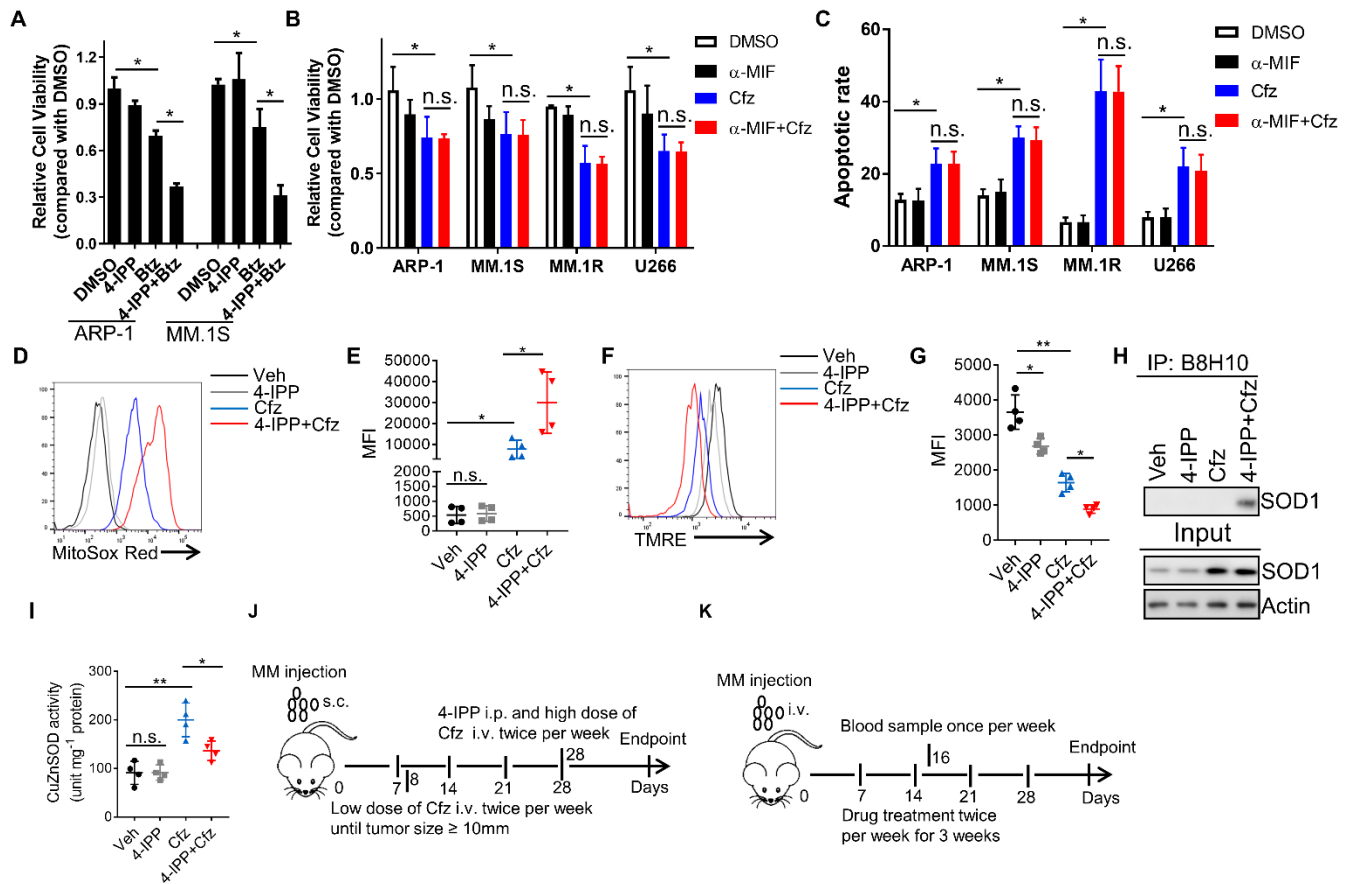 A
Relative Cell Viability
(compared with DMSO)
1.2
0.9
0.6
0.3
0.0
*
*
*
*
DMSO
4-IPP
Btz
4-IPP+Btz
DMSO
4-IPP
Btz
4-IPP+Btz
ARP-1
MM.1S
B
Relative Cell Viability
(compared with DMSO)
1.0
0.5
0.0
*
n.s.
*
n.s.
*
n.s.
*
n.s.
ARP-1
MM.1S
MM.1R
U266
DMSO
α-MIF
Cfz
α-MIF+Cfz
C
Apoptotic rate
60
40
20
0
*
n.s.
*
n.s.
*
n.s.
*
n.s.
ARP-1
MM.1S
MM.1R
U266
DMSO
α-MIF
Cfz
α-MIF+Cfz
D
Veh
4-IPP
Cfz
4-IPP+Cfz
MitoSox Red
E
MFI
50000
40000
30000
20000
10000
2000
1500
1000
500
0
n.s.
*
*
Veh
4-IPP
Cfz
4-IPP+Cfz
F
Veh
4-IPP
Cfz
4-IPP+Cfz
TMRE
G
MFI
5000
4000
3000
2000
1000
0
**
*
*
Veh
4-IPP
Cfz
4-IPP+Cfz
H
IP: B8H10
Veh
4-IPP
Cfz
4-IPP+Cfz
SOD1
Input
SOD1
Actin
I
CuZnSOD activity
(unit mg⁻¹ protein)
300
200
100
0
n.s.
**
*
Veh
4-IPP
Cfz
4-IPP+Cfz
J
MM injection
s.c.
4-IPP i.p. and high dose of
Cfz i.v. twice per week
Endpoint
28
0
7
8
14
21
28
Days
Low dose of Cfz i.v. twice per week
until tumor size ≥ 10mm
K
MM injection
i.v.
Blood sample once per week
Endpoint
16
0
7
14
21
28
Days
Drug treatment twice
per week for 3 weeks